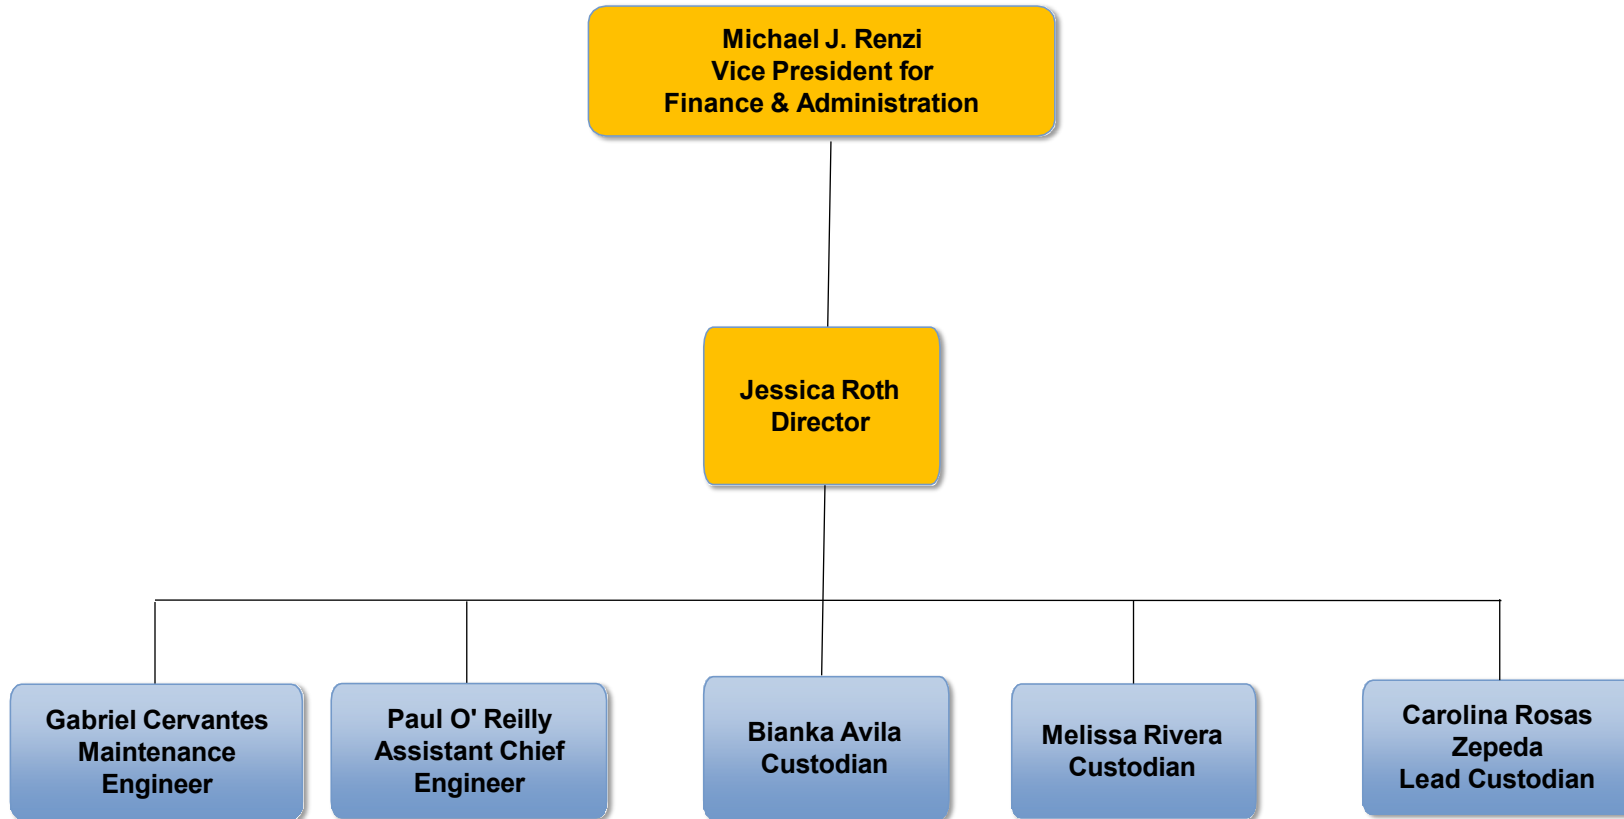 Michael J. Renzi
Vice President for
Finance & Administration
Jessica Roth
Director
Gabriel Cervantes
Maintenance
Engineer
Paul O' Reilly
Assistant Chief
Engineer
Bianka Avila
Custodian
Melissa Rivera
Custodian
Carolina Rosas
Zepeda
Lead Custodian